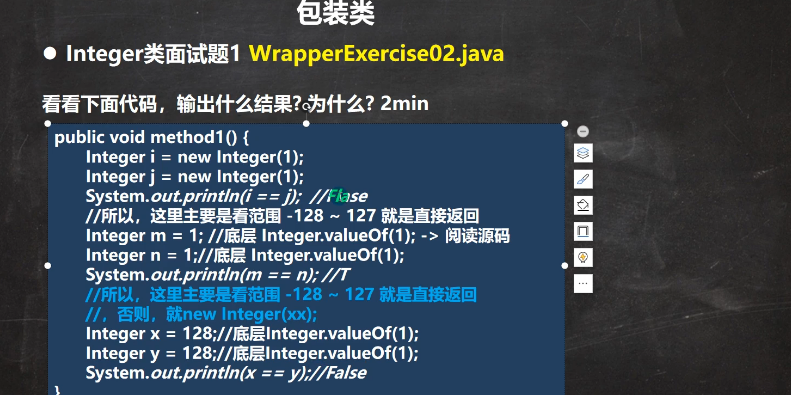 包装类
● Integer类面试题1 WrapperExercise02.java
看看下面代码，输出什么结果? 为什么? 2min
public void method1() {
Integer i = new Integer(1);
Integer j = new Integer(1);
System.out.println(i == j); //Flase
//所以，这里主要是看范围 -128 ~ 127 就是直接返回
Integer m = 1; //底层 Integer.valueOf(1); -> 阅读源码
Integer n = 1;//底层 Integer.valueOf(1);
System.out.println(m == n); //T
//所以，这里主要是看范围 -128 ~ 127 就是直接返回
//，否则，就new Integer(xx);
Integer x = 128;//底层Integer.valueOf(1);
Integer y = 128;//底层Integer.valueOf(1);
System.out.println(x == y);//False
}